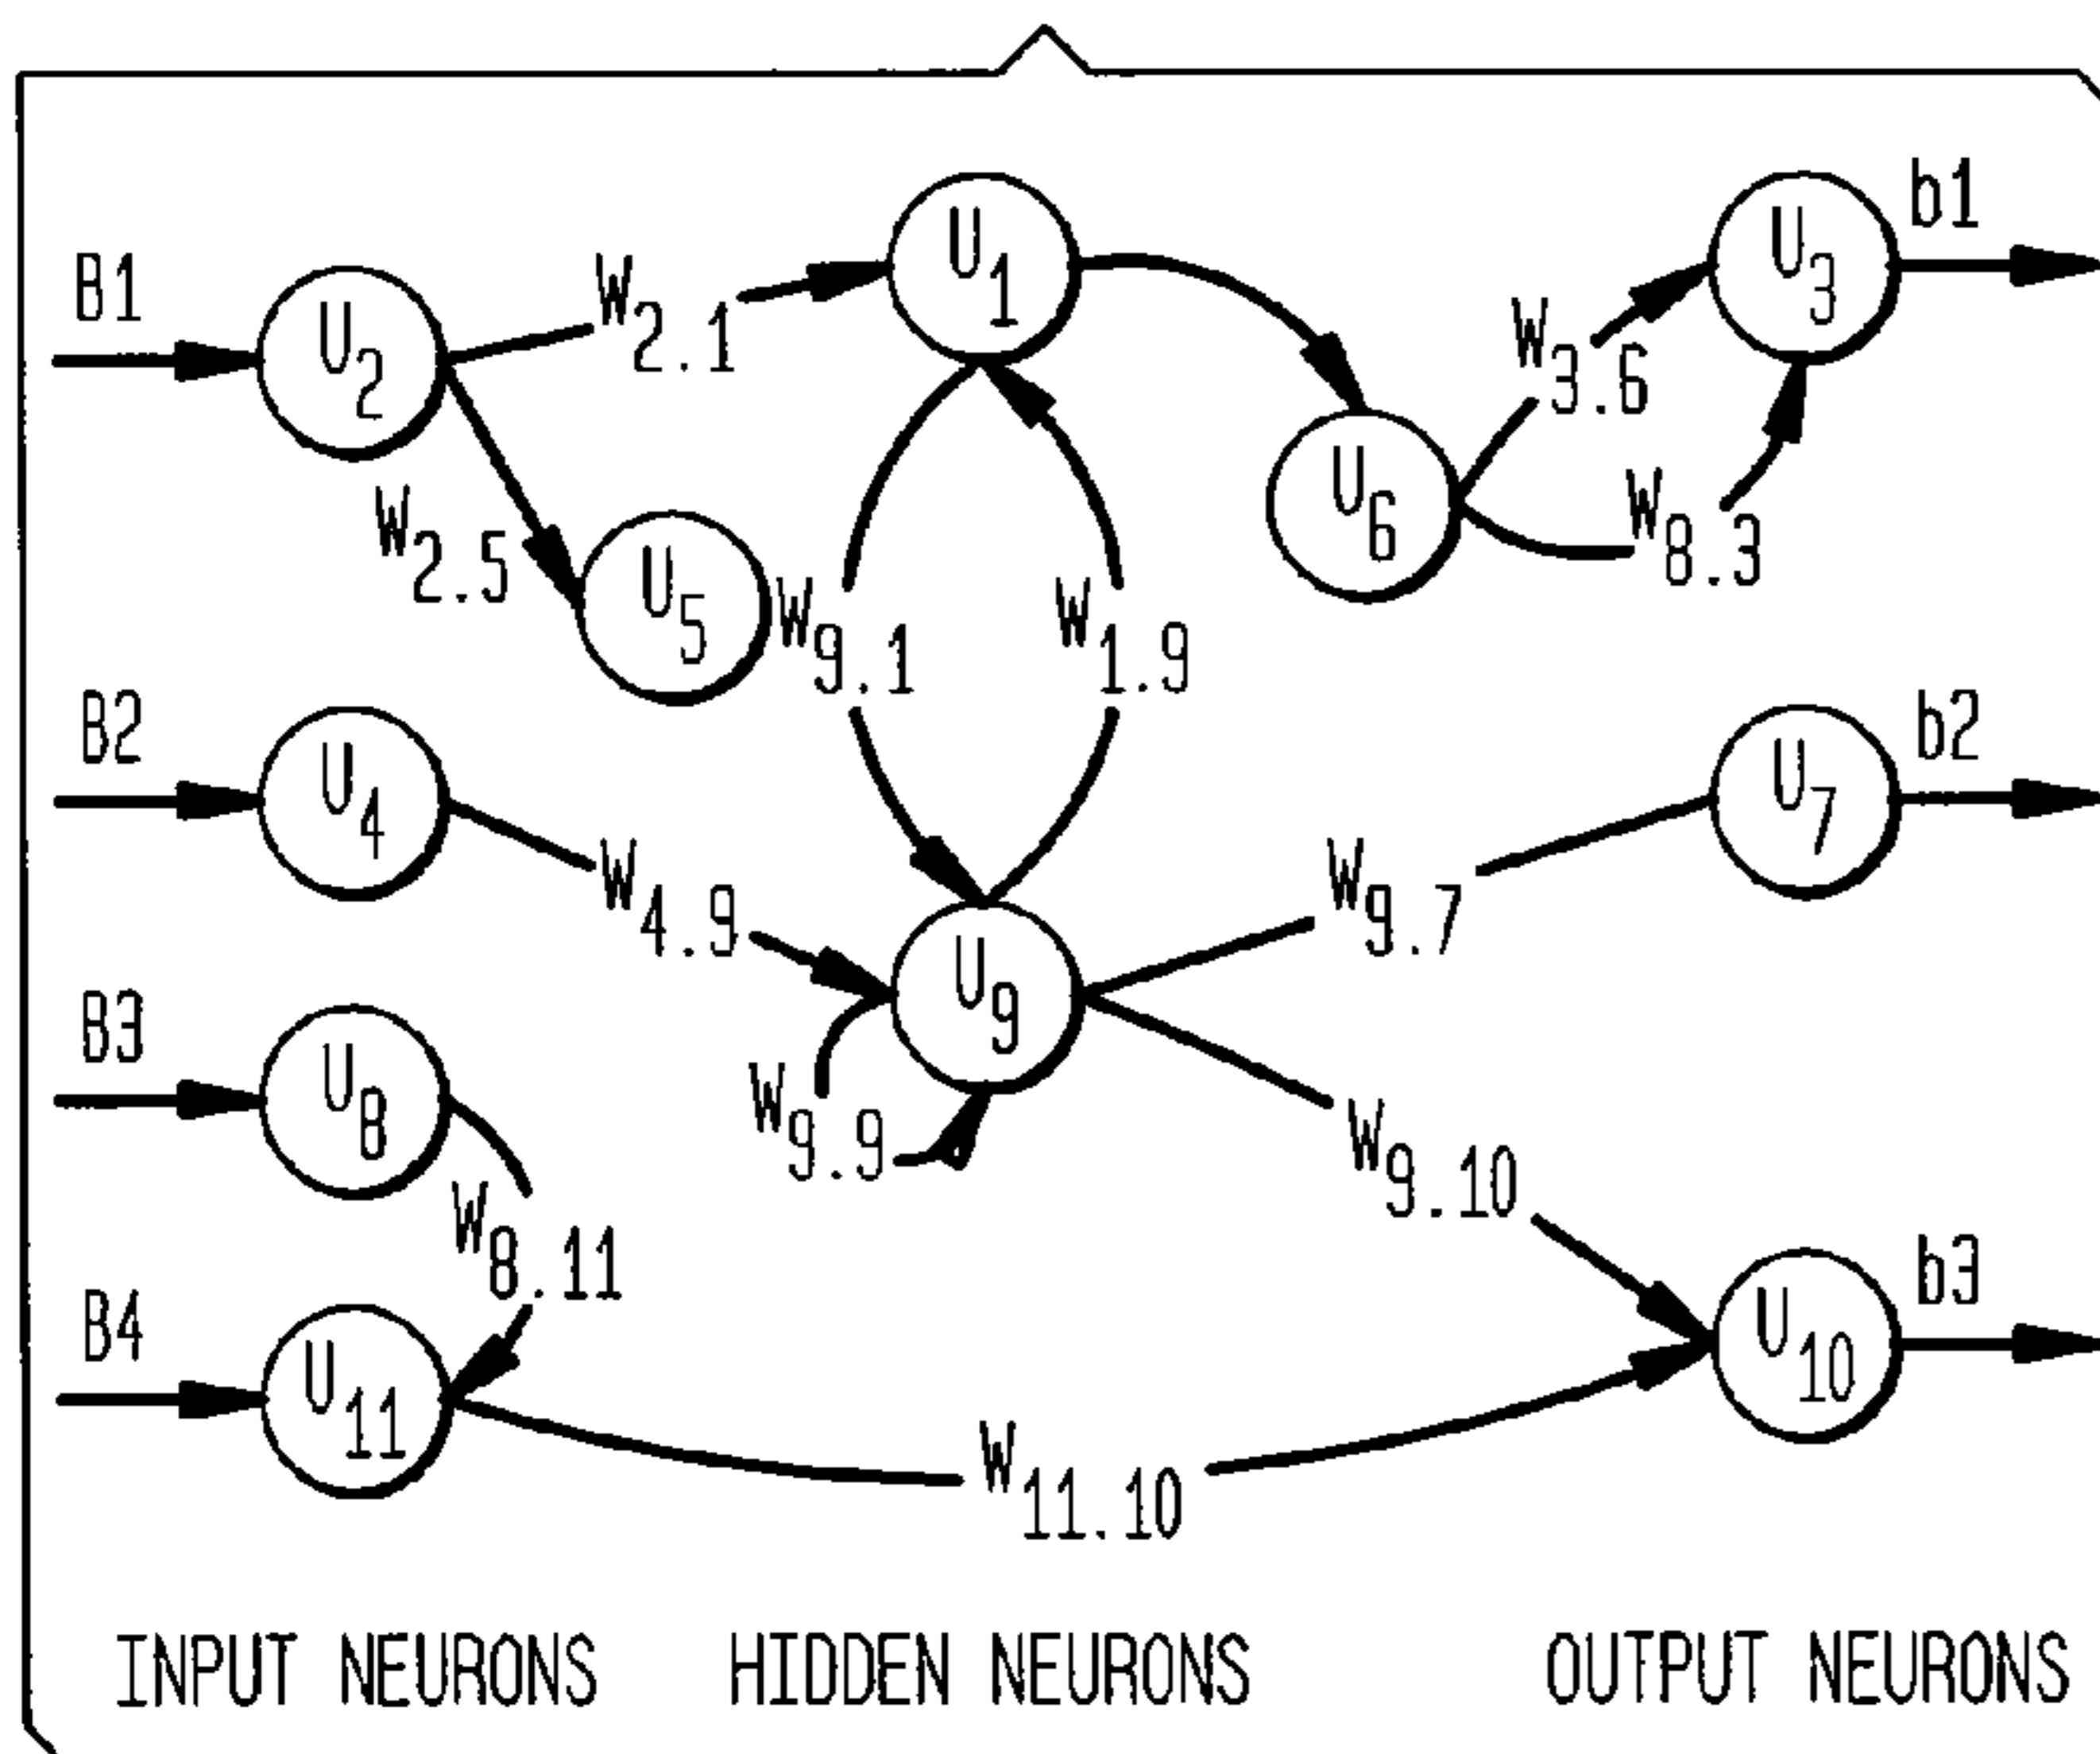 B1
U2
W2.1
U1
U3
b1
W2.5
U5
W9.1
W1.9
U6
W3.6
W8.3
B2
U4
W4.9
U9
W9.7
U7
b2
B3
U8
W9.9
W9.10
W8.11
B4
U11
W11.10
U10
b3
INPUT NEURONS
HIDDEN NEURONS
OUTPUT NEURONS